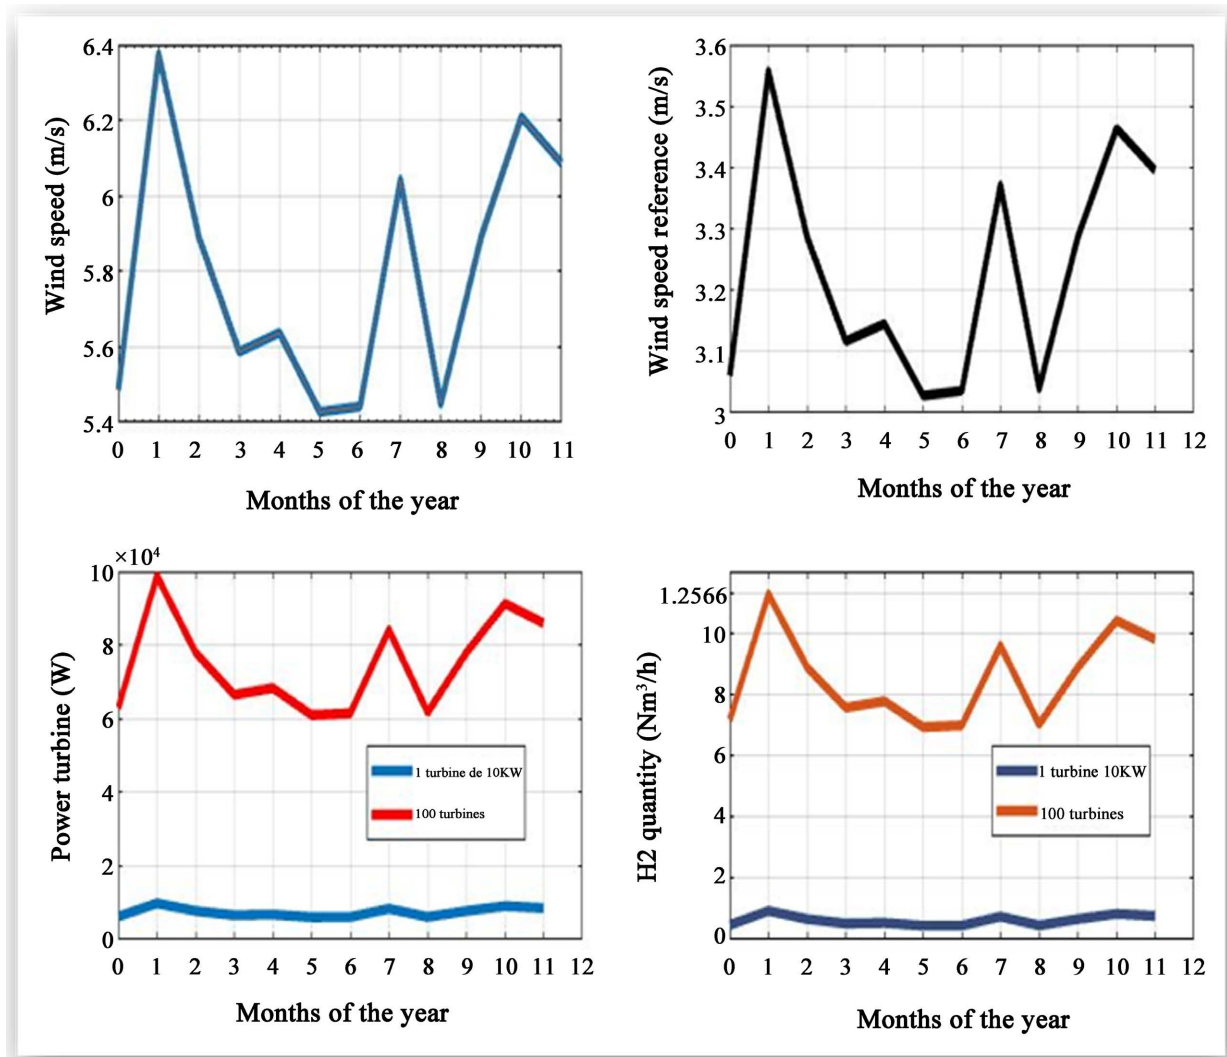 6.4
6.2
6
5.8
5.6
5.4
Wind speed (m/s)
0 1 2 3 4 5 6 7 8 9 10 11
Months of the year
3.6
3.5
3.4
3.3
3.2
3.1
3
Wind speed reference (m/s)
0 1 2 3 4 5 6 7 8 9 10 11 12
Months of the year
×10⁴
10
8
6
4
2
0
Power turbine (W)
1 turbine de 10KW
100 turbines
0 1 2 3 4 5 6 7 8 9 10 11 12
Months of the year
1.2566
10
8
6
4
2
0
H2 quantity (Nm³/h)
1 turbine 10KW
100 turbines
0 1 2 3 4 5 6 7 8 9 10 11 12
Months of the year